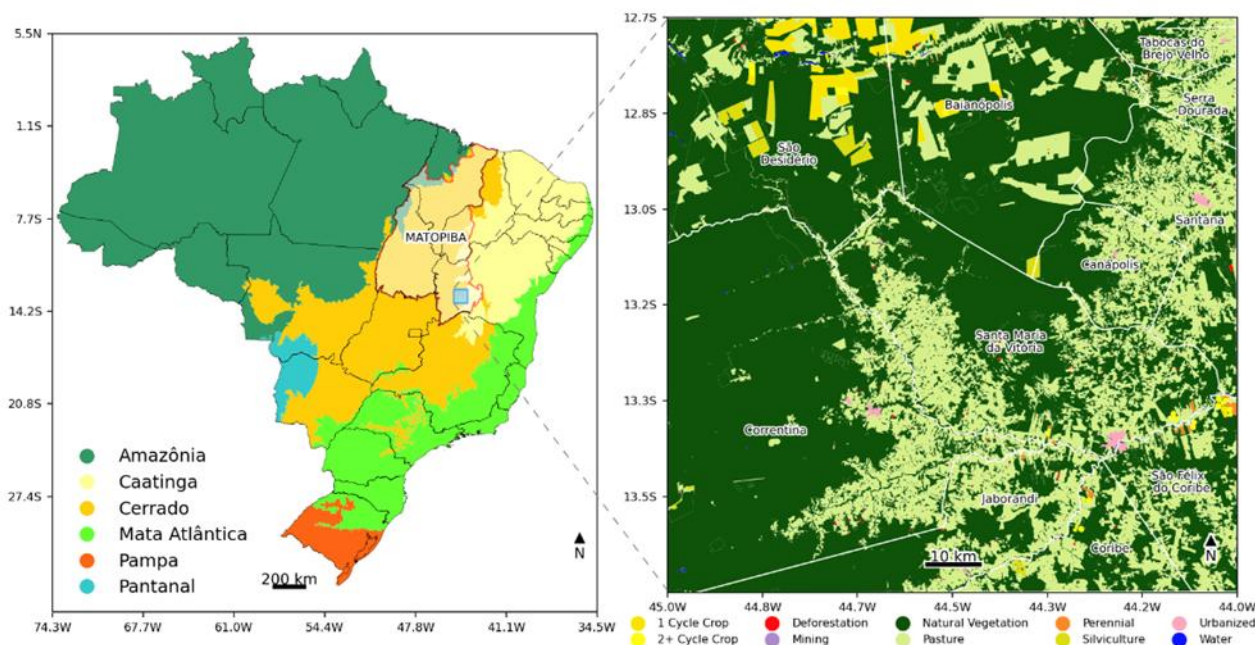 5.5N
1.1S
7.7S
14.2S
20.8S
27.4S
74.3W
67.7W
61.0W
54.4W
47.8W
41.1W
34.5W
MATOPIBA
Amazônia
Caatinga
Cerrado
Mata Atlântica
Pampa
Pantanal
200 km
N
12.7S
12.8S
13.0S
13.2S
13.3S
13.5S
45.0W
44.8W
44.7W
44.5W
44.3W
44.2W
44.0W
Tabocas do
Brejo Velho
Serra
Dourada
Baianópolis
São
Desidério
Santana
Canápolis
Santa Maria
da Vitória
Correntina
São Félix
do Coribe
Jaborandi
Coribe
10 km
N
1 Cycle Crop
2+ Cycle Crop
Deforestation
Mining
Natural Vegetation
Pasture
Perennial
Silviculture
Urbanized
Water